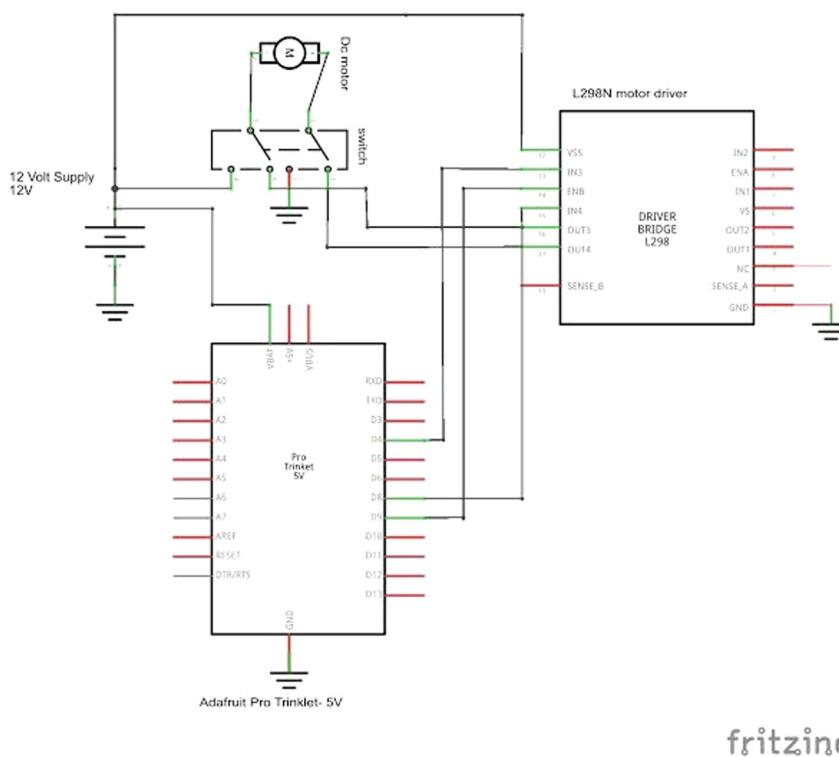 Dc motor
M
L298N motor driver
switch
12 Volt Supply
12V
VSS
IN3
ENB
IN4
OUT3
OUT4
SENSE_B
DRIVER
BRIDGE
L298
IN2
ENA
IN1
VS
OUT2
OUT1
NC
SENSE_A
GND
VBAT
+5V
VBUS
A0
A1
A2
A3
A4
A5
A6
A7
AREF
RESET
DTR/RTS
Pro
Trinket
5V
RXD
TXD
D3
D4
D5
D6
D8
D9
D10
D11
D12
D13
GND
Adafruit Pro Trinklet- 5V
fritzing